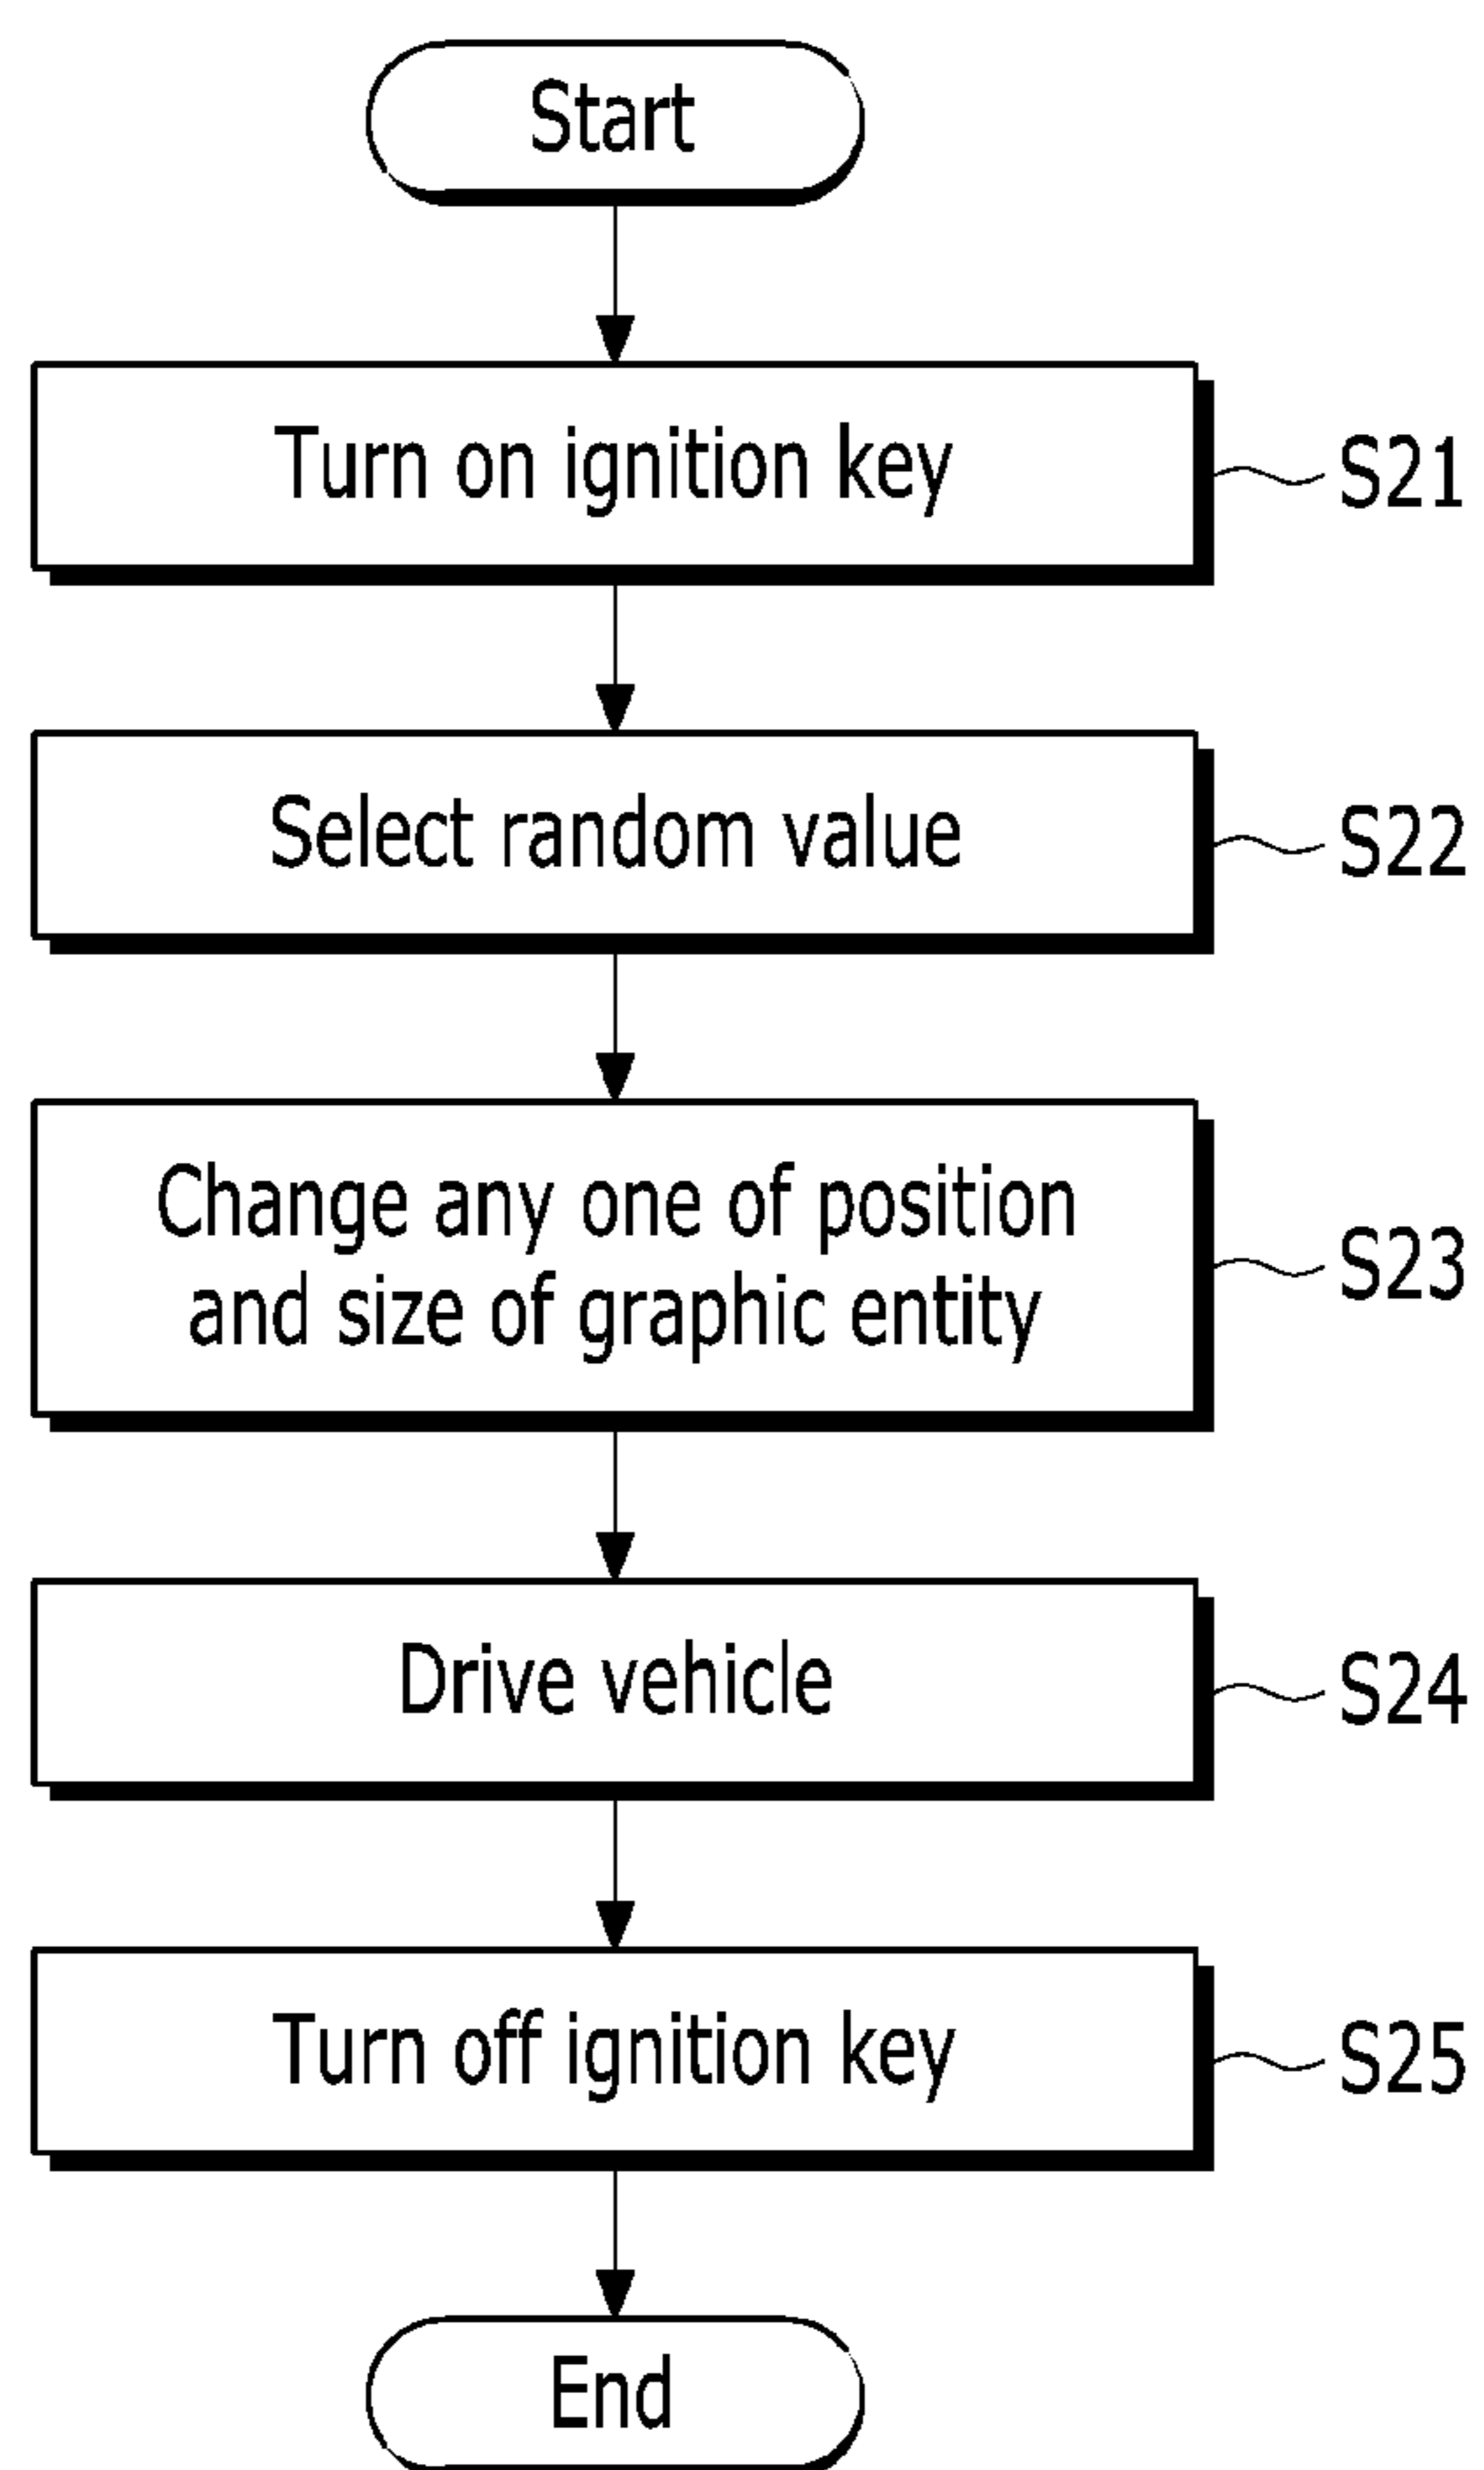 Start
Turn on ignition key
S21
Select random value
S22
Change any one of position
and size of graphic entity
S23
Drive vehicle
S24
Turn off ignition key
S25
End